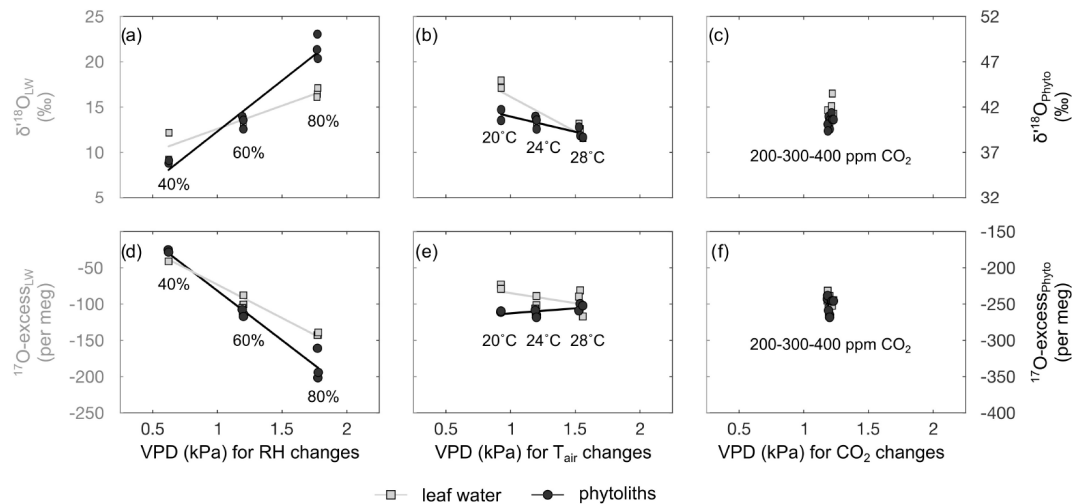 (a)
(b)
(c)
25
20
15
10
5
δ'¹⁸O_LW
(‰)
40%
60%
80%
20˚C
24˚C
28˚C
200-300-400 ppm CO₂
52
47
42
37
32
δ'¹⁸O_Phyto
(‰)
(d)
(e)
(f)
-50
-100
-150
-200
-250
¹⁷O-excess_LW
(per meg)
40%
60%
80%
20˚C
24˚C
28˚C
200-300-400 ppm CO₂
-150
-200
-250
-300
-350
-400
¹⁷O-excess_Phyto
(per meg)
0.5 1 1.5 2
0.5 1 1.5 2
0.5 1 1.5 2
VPD (kPa) for RH changes
VPD (kPa) for T_air changes
VPD (kPa) for CO₂ changes
leaf water
phytoliths